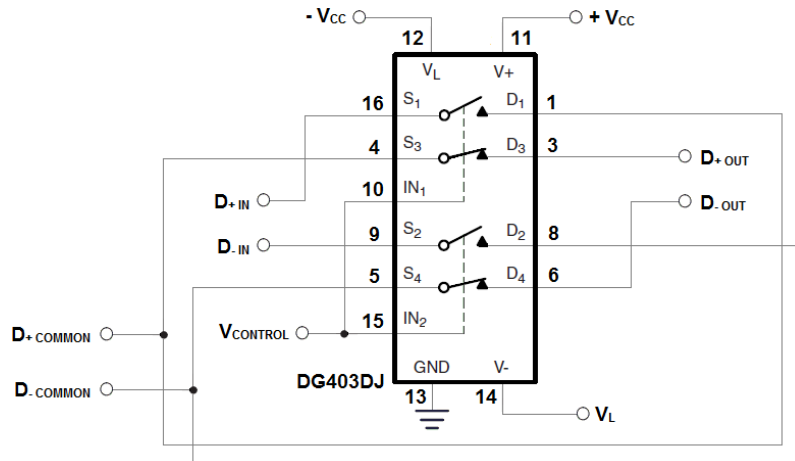 - VCC
+ VCC
12
11
VL
V+
16
S1
D1
1
4
S3
D3
3
D+ OUT
10
IN1
D+ IN
D- OUT
9
S2
D2
8
D- IN
5
S4
D4
6
15
IN2
VCONTROL
D+ COMMON
GND
V-
DG403DJ
D- COMMON
13
14
VL